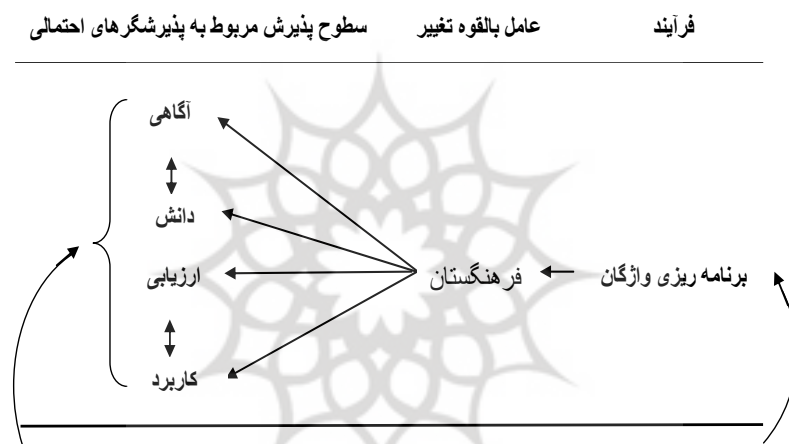 فرآیند عامل بالقوه تغییر سطوح پذیرش مربوط به پذیرشگرهای احتمالی
آگاهی
دانش
برنامه ریزی واژگان فرهنگستان ارزیابی
کاربرد